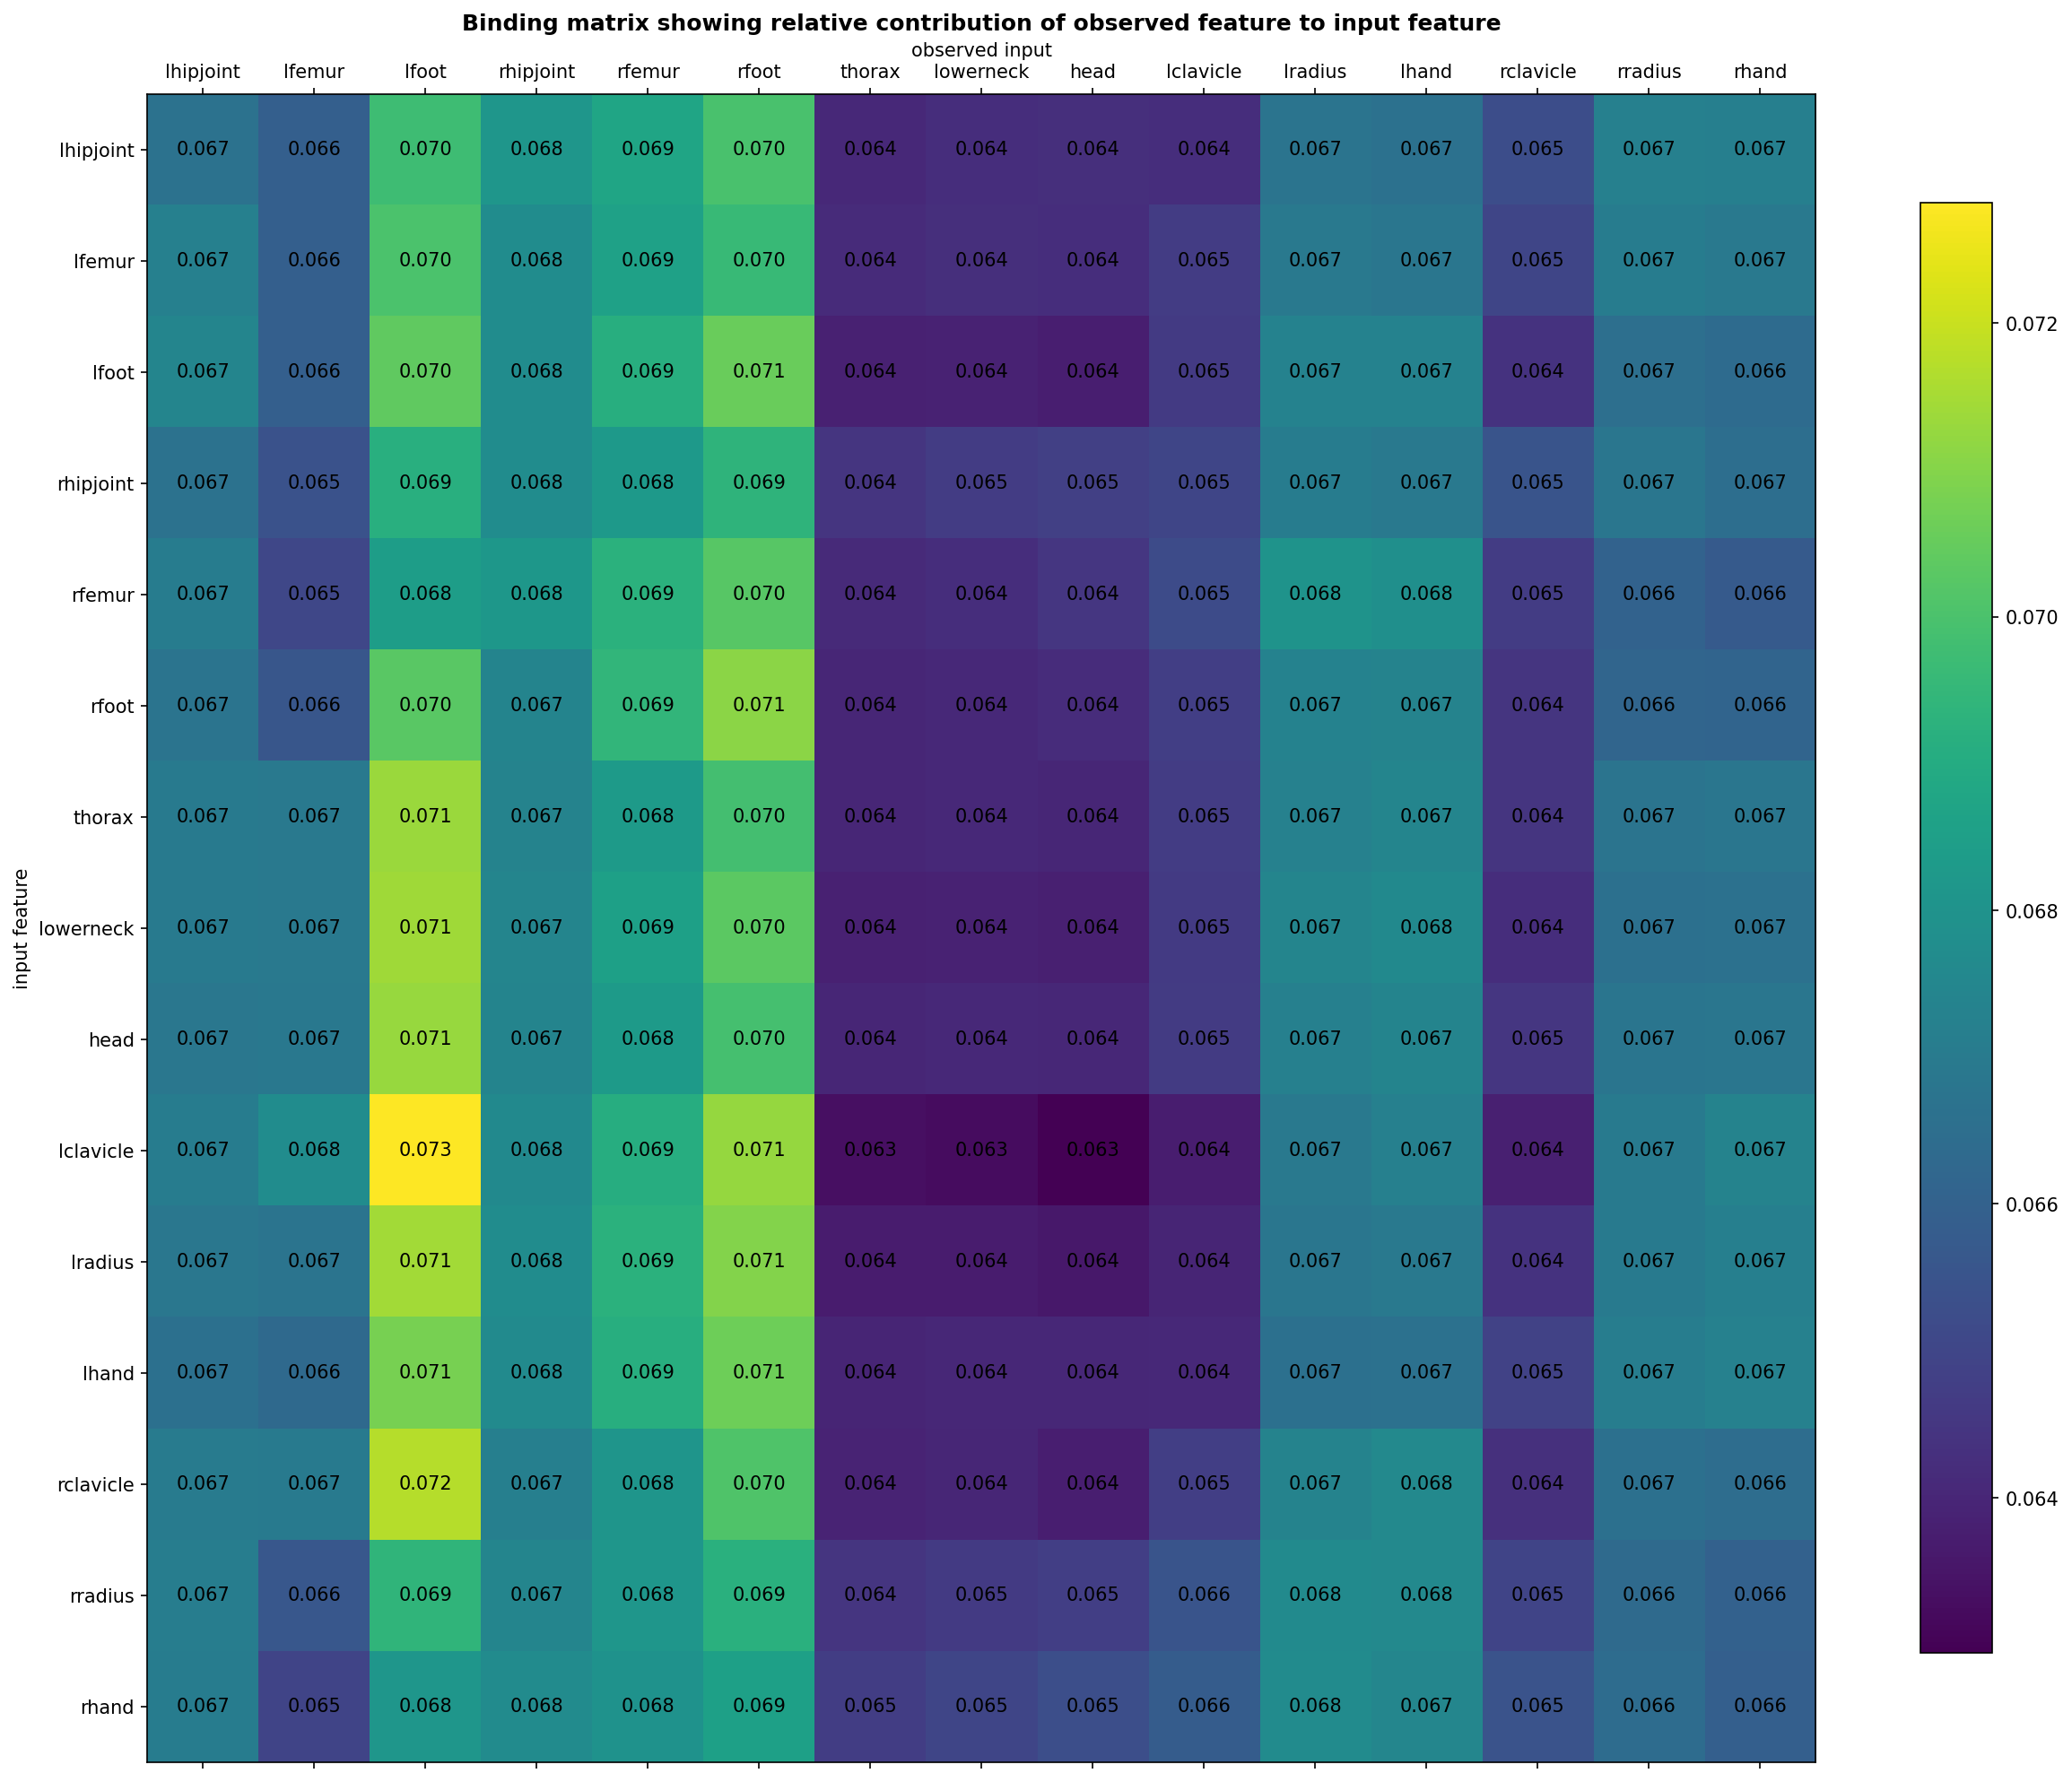 Binding matrix showing relative contribution of observed feature to input feature
observed input
lhipjoint lfemur lfoot rhipjoint rfemur rfoot thorax lowerneck head lclavicle lradius lhand rclavicle rradius rhand
lhipjoint 0.067 0.066 0.070 0.068 0.069 0.070 0.064 0.064 0.064 0.064 0.067 0.067 0.065 0.067 0.067
lfemur 0.067 0.066 0.070 0.068 0.069 0.070 0.064 0.064 0.064 0.065 0.067 0.067 0.065 0.067 0.067
lfoot 0.067 0.066 0.070 0.068 0.069 0.071 0.064 0.064 0.064 0.065 0.067 0.067 0.064 0.067 0.066
rhipjoint 0.067 0.065 0.069 0.068 0.068 0.069 0.064 0.065 0.065 0.065 0.067 0.067 0.065 0.067 0.067
rfemur 0.067 0.065 0.068 0.068 0.069 0.070 0.064 0.064 0.064 0.065 0.068 0.068 0.065 0.066 0.066
rfoot 0.067 0.066 0.070 0.067 0.069 0.071 0.064 0.064 0.064 0.065 0.067 0.067 0.064 0.066 0.066
thorax 0.067 0.067 0.071 0.067 0.068 0.070 0.064 0.064 0.064 0.065 0.067 0.067 0.064 0.067 0.067
lowerneck 0.067 0.067 0.071 0.067 0.069 0.070 0.064 0.064 0.064 0.065 0.067 0.068 0.064 0.067 0.067
head 0.067 0.067 0.071 0.067 0.068 0.070 0.064 0.064 0.064 0.065 0.067 0.067 0.065 0.067 0.067
lclavicle 0.067 0.068 0.073 0.068 0.069 0.071 0.063 0.063 0.063 0.064 0.067 0.067 0.064 0.067 0.067
lradius 0.067 0.067 0.071 0.068 0.069 0.071 0.064 0.064 0.064 0.064 0.067 0.067 0.064 0.067 0.067
lhand 0.067 0.066 0.071 0.068 0.069 0.071 0.064 0.064 0.064 0.064 0.067 0.067 0.065 0.067 0.067
rclavicle 0.067 0.067 0.072 0.067 0.068 0.070 0.064 0.064 0.064 0.065 0.067 0.068 0.064 0.067 0.066
rradius 0.067 0.066 0.069 0.067 0.068 0.069 0.064 0.065 0.065 0.066 0.068 0.068 0.065 0.066 0.066
rhand 0.067 0.065 0.068 0.068 0.068 0.069 0.065 0.065 0.065 0.066 0.068 0.067 0.065 0.066 0.066
input feature
0.072
0.070
0.068
0.066
0.064